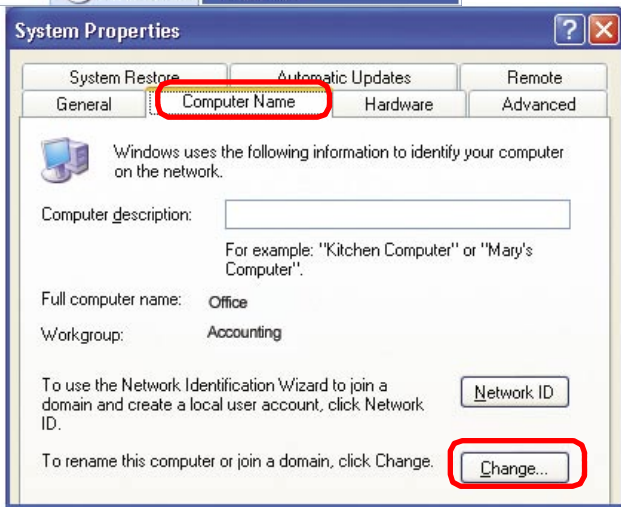 System Properties
System Restore Automatic Updates Remote
General Computer Name Hardware Advanced
Windows uses the following information to identify your computer
on the network.
Computer description:
For example: "Kitchen Computer" or "Mary's
Computer".
Full computer name: Office
Workgroup: Accounting
To use the Network Identification Wizard to join a
domain and create a local user account, click Network
ID.
Network ID
To rename this computer or join a domain, click Change.
Change...